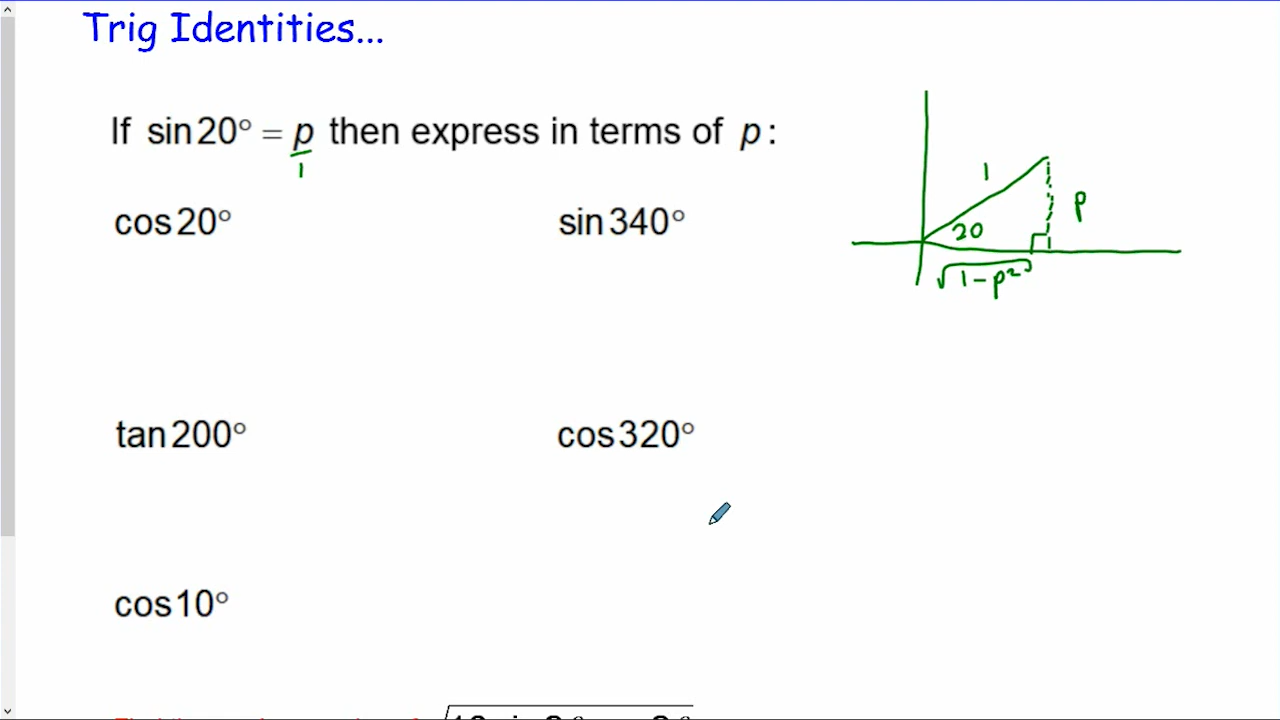 Trig Identities...
If sin20° = p then express in terms of p:
1
cos20°
sin340°
1
p
20
√1-p²
tan200°
cos320°
cos10°